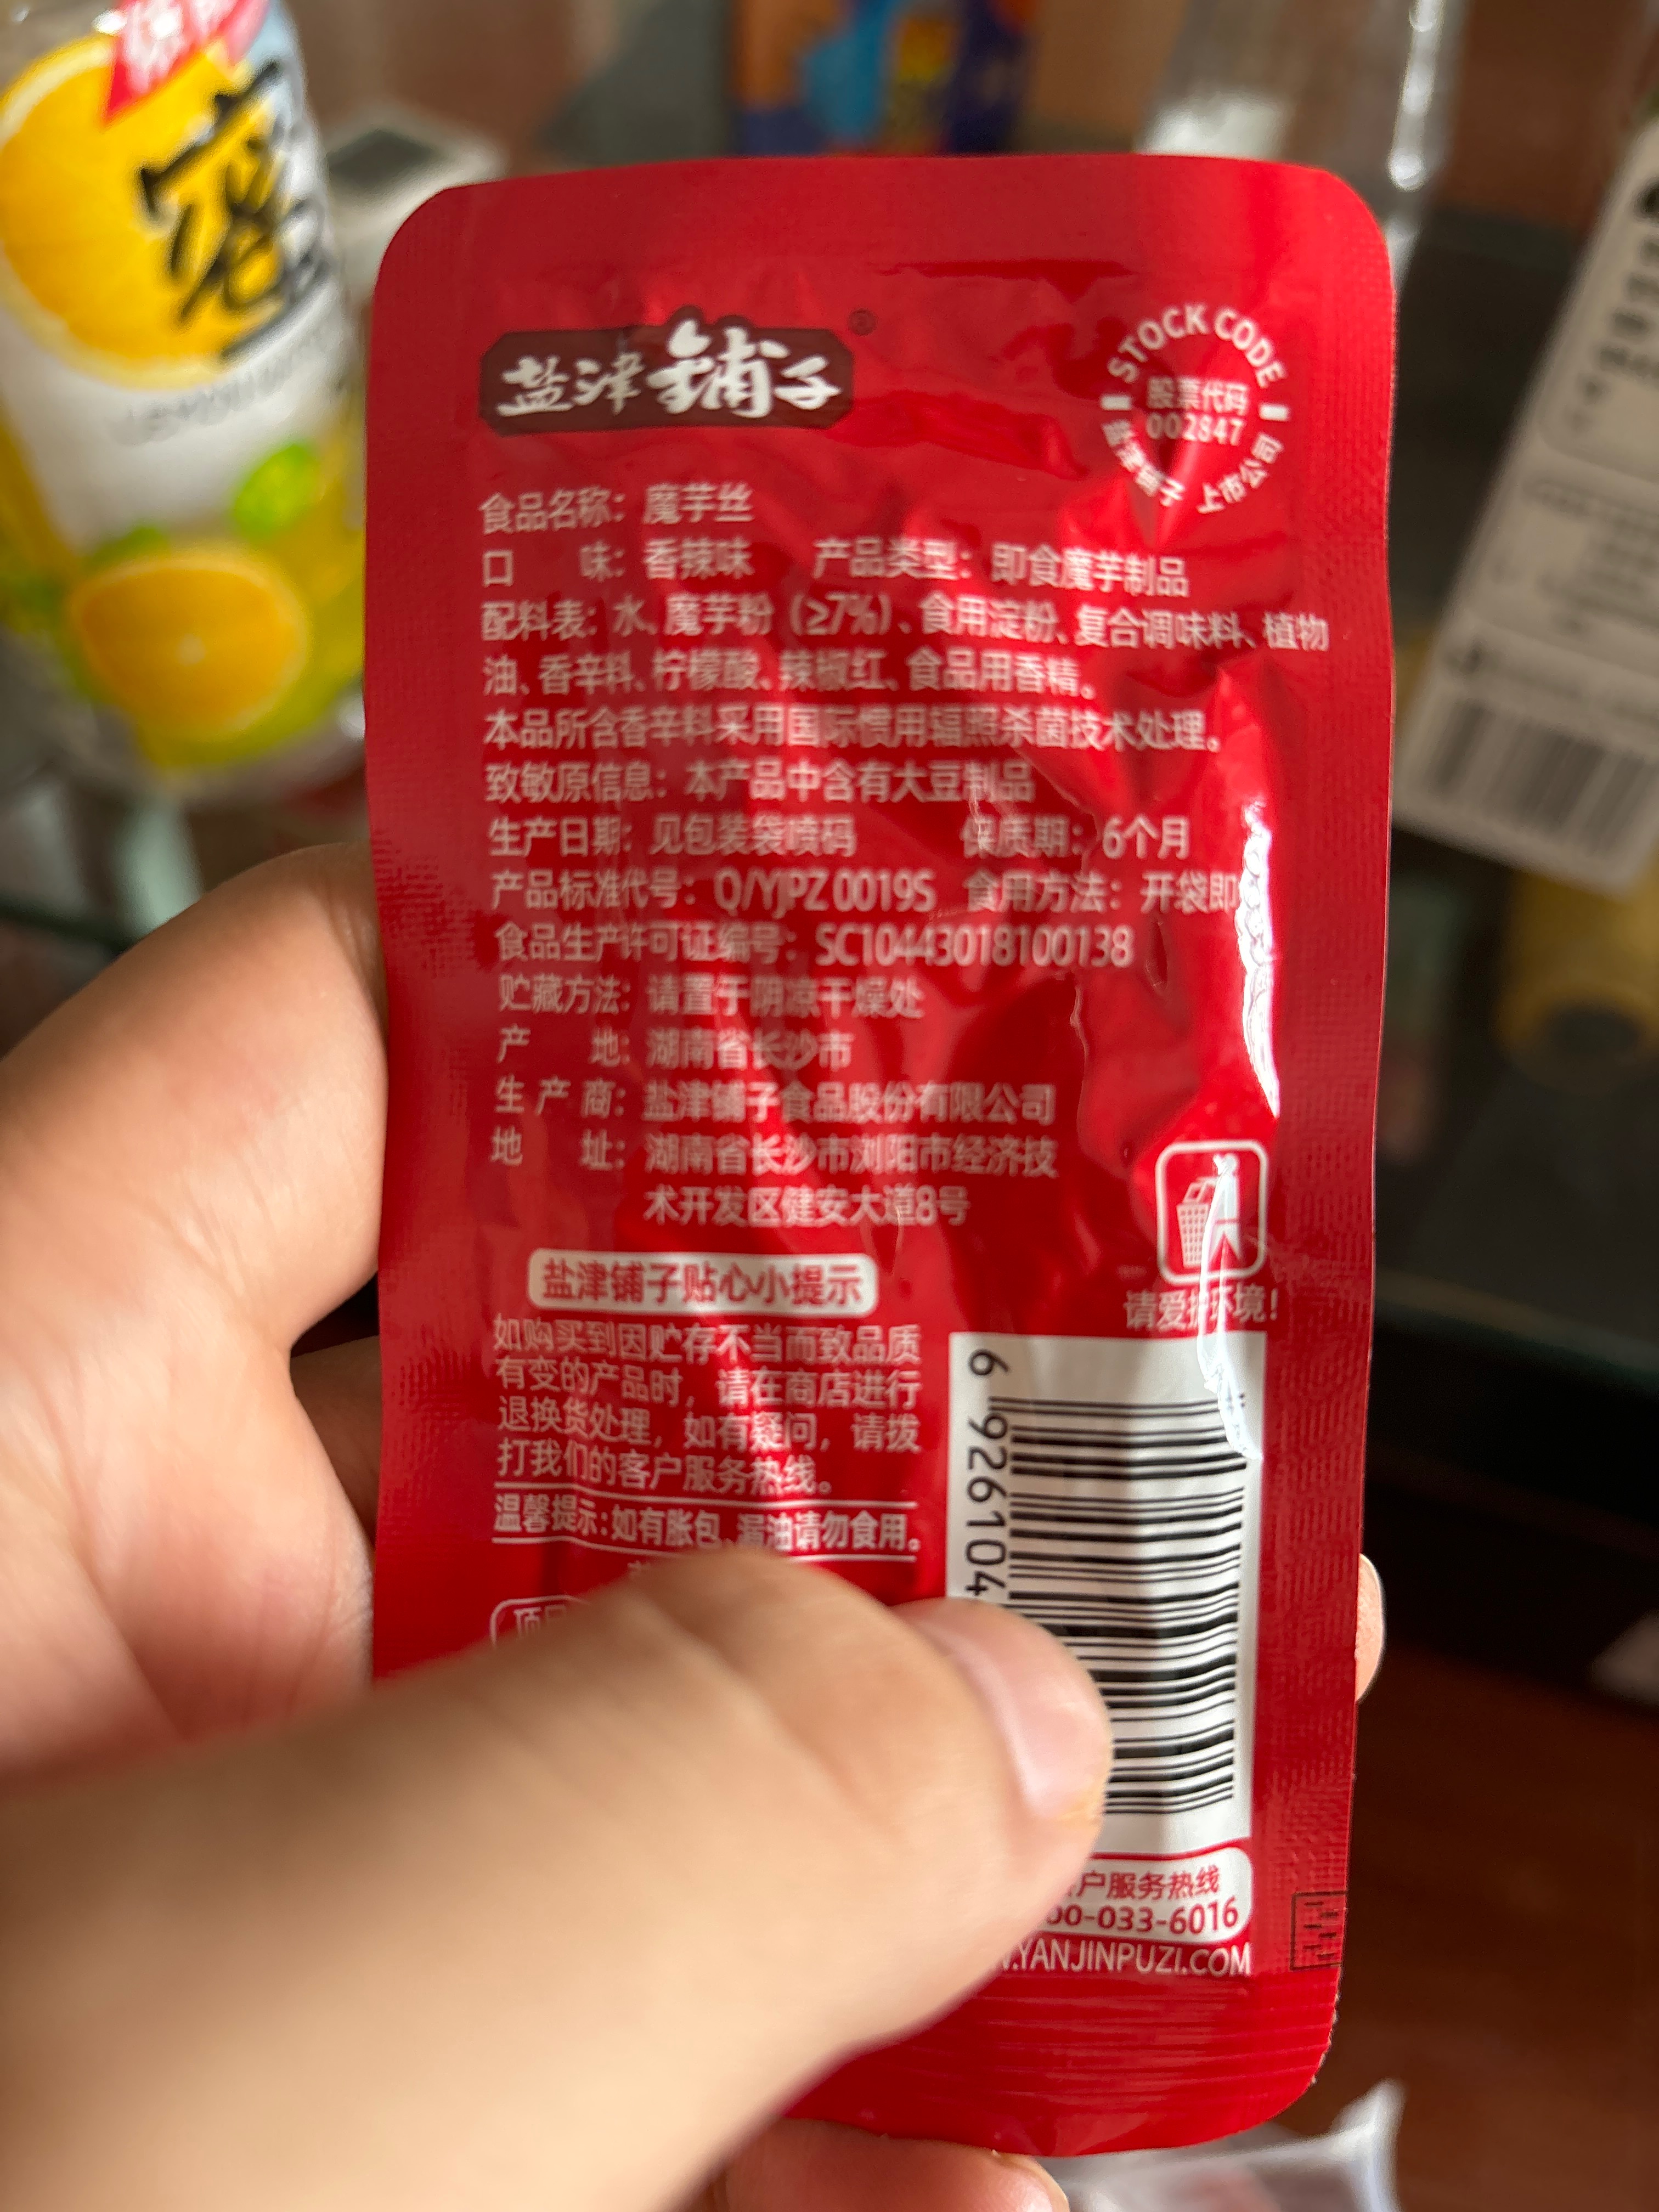 蜜
盐津铺子®
STOCK CODE
股票代码
002847
盐津铺子 上市公司
食品名称：魔芋丝
口 味：香辣味 产品类型：即食魔芋制品
配料表：水、魔芋粉（≥7%）、食用淀粉、复合调味料、植物
油、香辛料、柠檬酸、辣椒红、食品用香精。
本品所含香辛料采用国际惯用辐照杀菌技术处理。
致敏原信息：本产品中含有大豆制品
生产日期：见包装袋喷码 保质期：6个月
产品标准代号：Q/YJPZ 0019S 食用方法：开袋即
食品生产许可证编号：SC10443018100138
贮藏方法：请置于阴凉干燥处
产 地：湖南省长沙市
生 产 商：盐津铺子食品股份有限公司
地 址：湖南省长沙市浏阳市经济技
术开发区健安大道8号
请爱护环境！
盐津铺子贴心小提示
如购买到因贮存不当而致品质
有变的产品时，请在商店进行
退换货处理，如有疑问，请拨
打我们的客户服务热线。
温馨提示：如有胀包、漏油请勿食用。
项目
6 926104
户服务热线
00-033-6016
.YANJINPUZI.COM